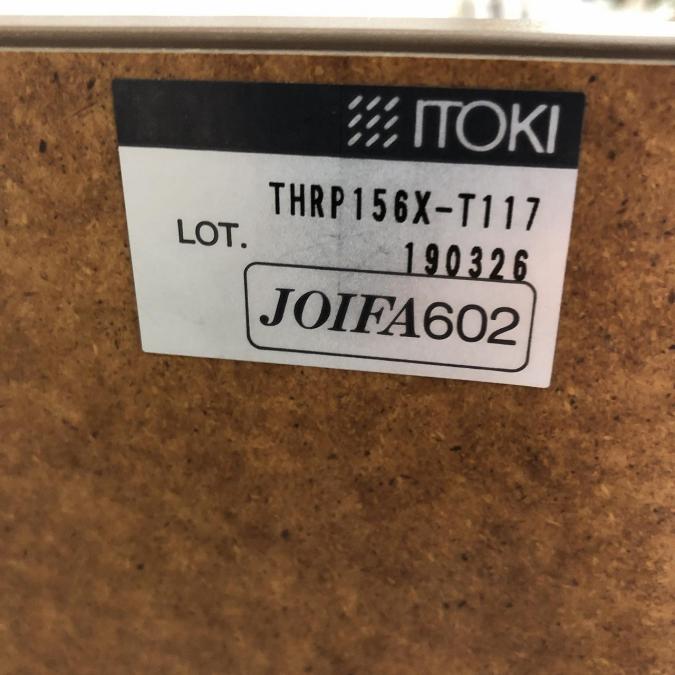 ITOKI
THRP156X-T117
LOT. 190326
JOIFA602